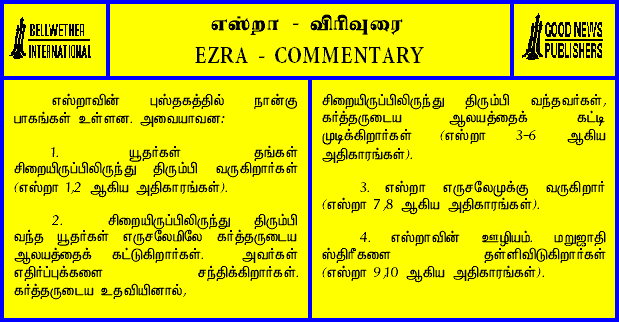 BELLWETHER
INTERNATIONAL
எஸ்றா - விரிவுரை
EZRA - COMMENTARY
GOOD NEWS
PUBLISHERS
எஸ்றாவின் புஸ்தகத்தில் நான்கு
பாகங்கள் உள்ளன. அவையாவன:
1. யூதர்கள் தங்கள்
சிறையிருப்பிலிருந்து திரும்பி வருகிறார்கள்
(எஸ்றா 1,2 ஆகிய அதிகாரங்கள்).
2. சிறையிருப்பிலிருந்து திரும்பி
வந்த யூதர்கள் எருசலேமிலே கர்த்தருடைய
ஆலயத்தைக் கட்டுகிறார்கள். அவர்கள்
எதிர்ப்புக்களை சந்திக்கிறார்கள்.
கர்த்தருடைய உதவியினால்,
சிறையிருப்பிலிருந்து திரும்பி வந்தவர்கள்,
கர்த்தருடைய ஆலயத்தைக் கட்டி
முடிக்கிறார்கள் (எஸ்றா 3-6 ஆகிய
அதிகாரங்கள்).
3. எஸ்றா எருசலேமுக்கு வருகிறார்
(எஸ்றா 7,8 ஆகிய அதிகாரங்கள்).
4. எஸ்றாவின் ஊழியம். மறுஜாதி
ஸ்திரீகளை தள்ளிவிடுகிறார்கள்
(எஸ்றா 9,10 ஆகிய அதிகாரங்கள்).